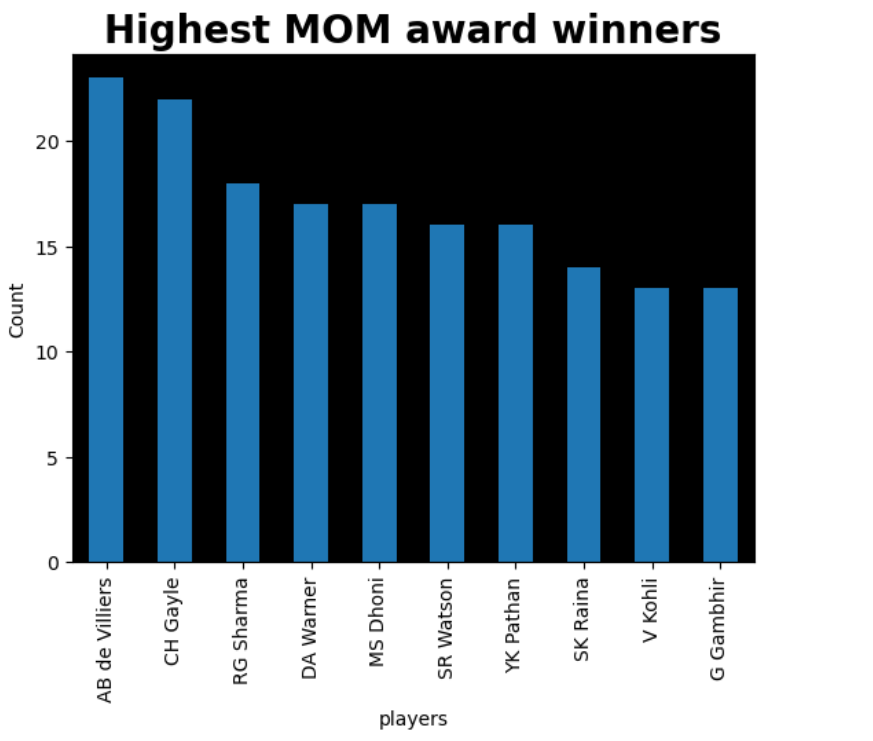 Highest MOM award winners
Count
20
15
10
5
0
AB de Villiers
CH Gayle
RG Sharma
DA Warner
MS Dhoni
SR Watson
YK Pathan
SK Raina
V Kohli
G Gambhir
players